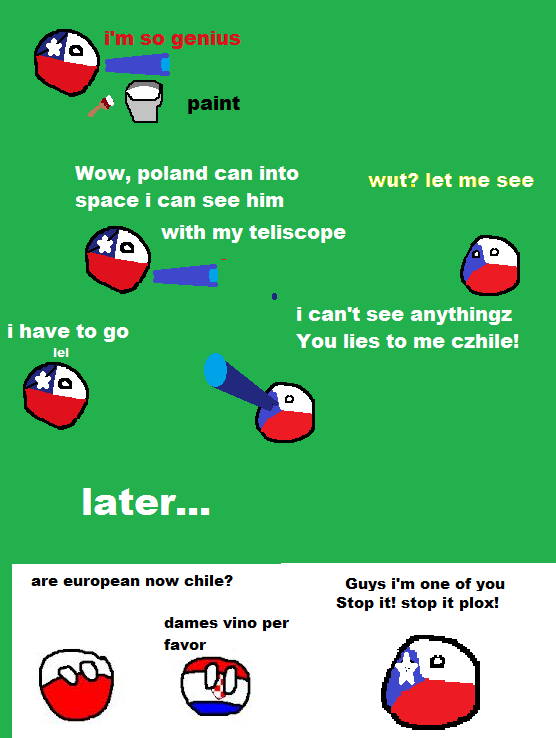 i'm so genius
paint
Wow, poland can into
space i can see him
with my teliscope
wut? let me see
i can't see anythingz
You lies to me czhile!
i have to go
lel
later...
are european now chile?
dames vino per
favor
Guys i'm one of you
Stop it! stop it plox!